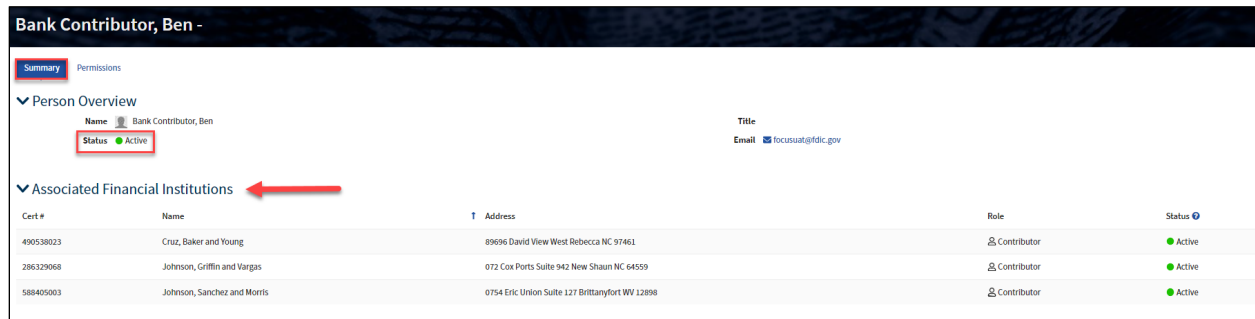 Bank Contributor, Ben -
Summary Permissions
Person Overview
Name Bank Contributor, Ben Title
Status Active Email focusuat@fdic.gov
Associated Financial Institutions
Cert # Name ↑ Address Role Status
490538023 Cruz, Baker and Young 89696 David View West Rebecca NC 97461 Contributor Active
286329068 Johnson, Griffin and Vargas 072 Cox Ports Suite 942 New Shaun NC 64559 Contributor Active
588405003 Johnson, Sanchez and Morris 0754 Eric Union Suite 127 Brittanyfort WV 12898 Contributor Active